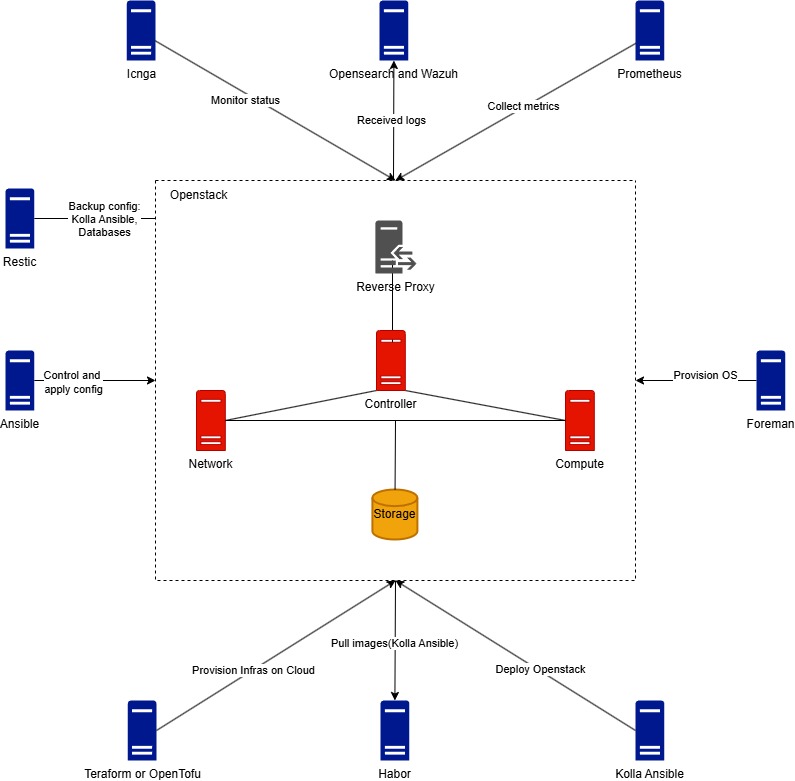 Icnga
Opensearch and Wazuh
Prometheus
Monitor status
Collect metrics
Received logs
Openstack
Backup config:
Kolla Ansible,
Databases
Restic
Reverse Proxy
Control and
apply config
Ansible
Provision OS
Foreman
Controller
Network
Compute
Storage
Pull images(Kolla Ansible)
Provision Infras on Cloud
Deploy Openstack
Terraform or OpenTofu
Habor
Kolla Ansible